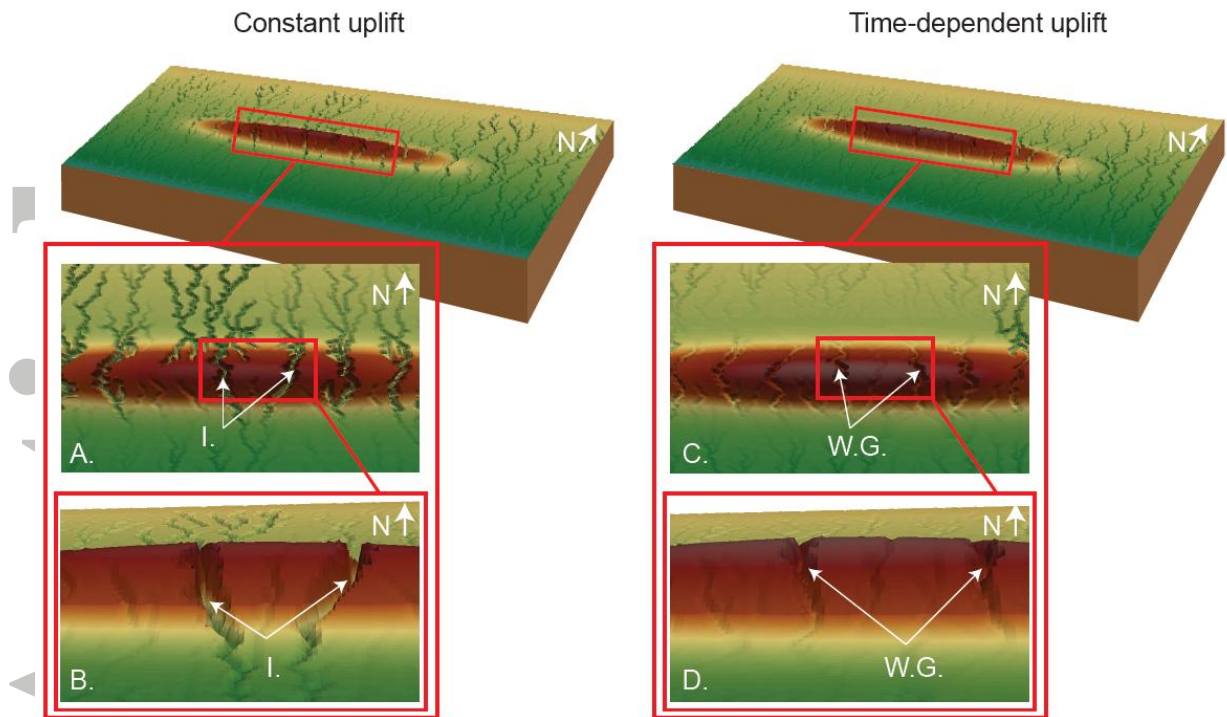 Constant uplift
Time-dependent uplift
N
N
N
I.
A.
N
W.G.
C.
N
I.
B.
N
W.G.
D.